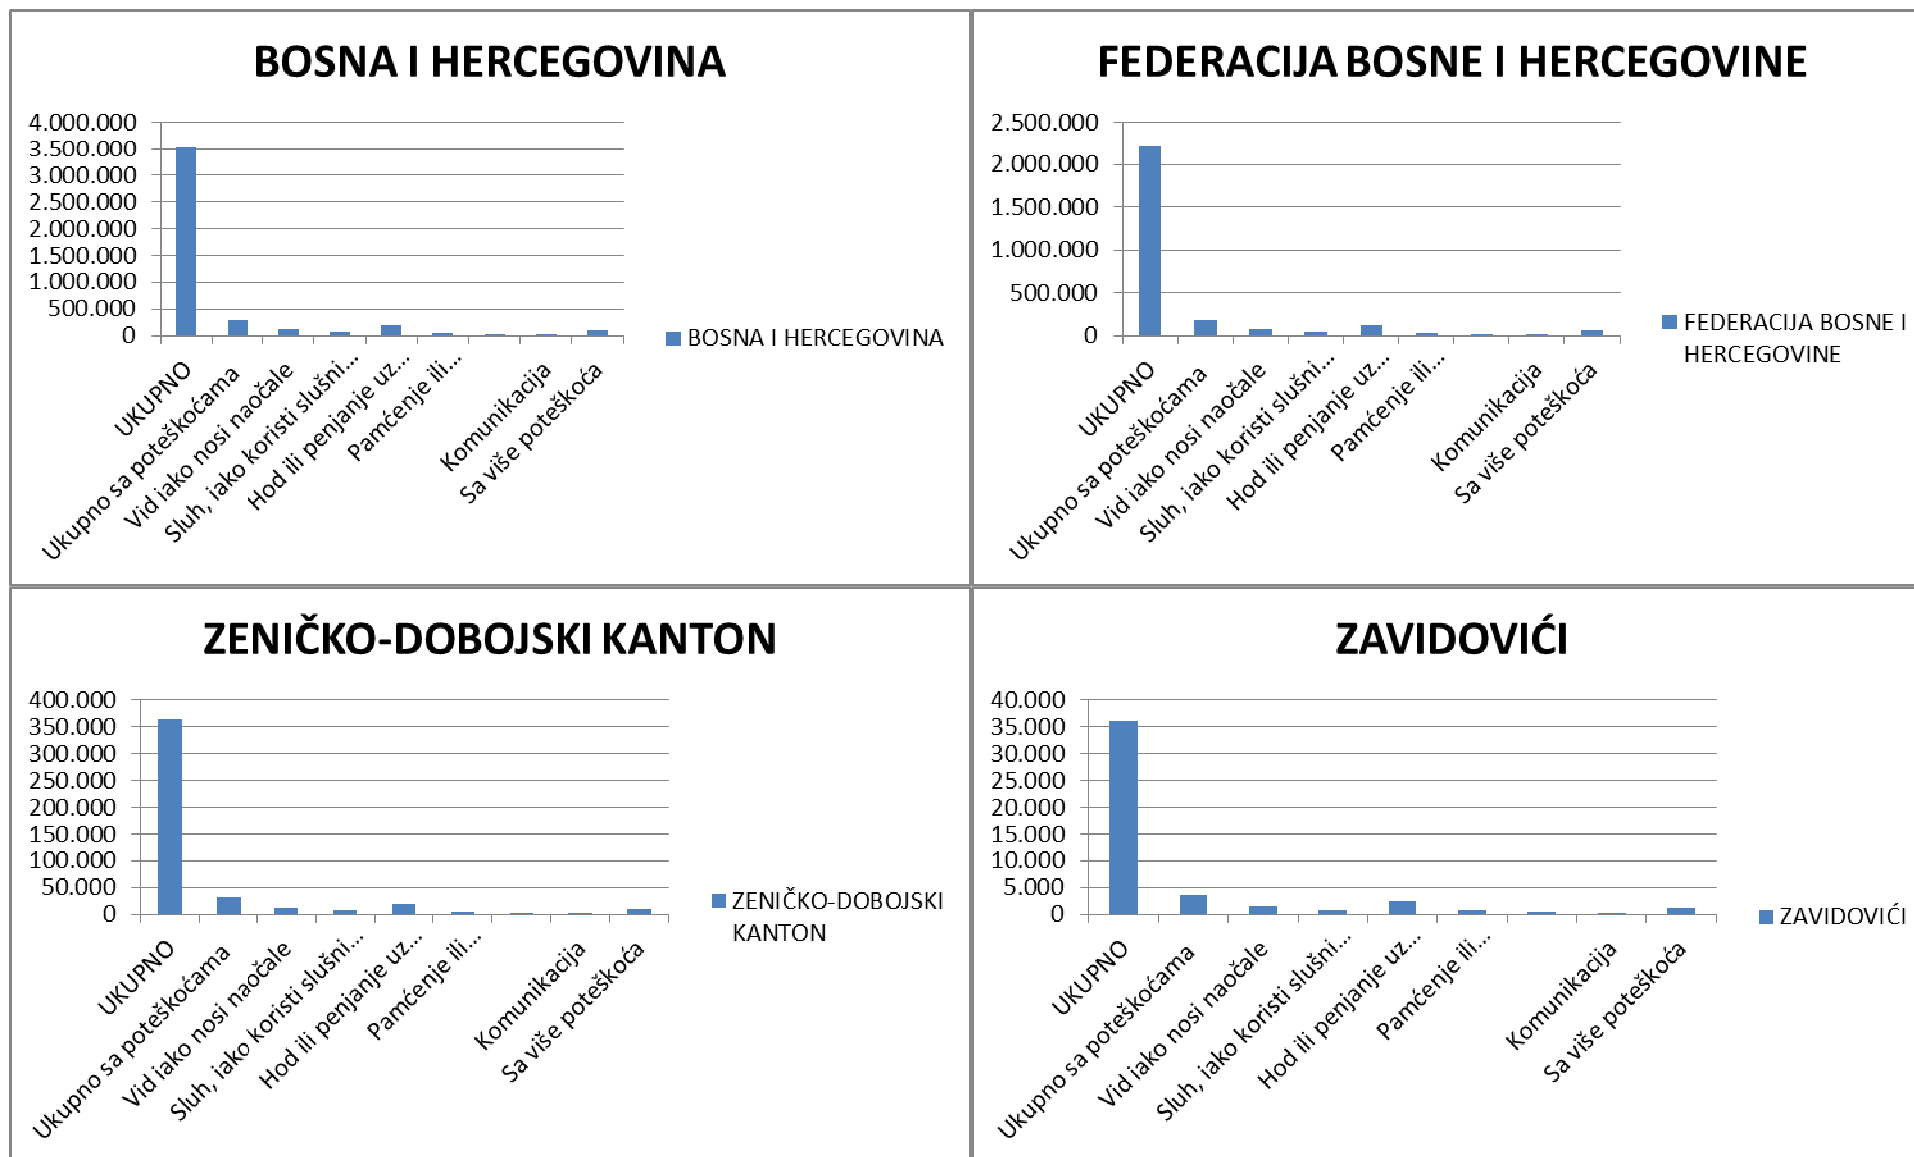 BOSNA I HERCEGOVINA
4.000.000
3.500.000
3.000.000
2.500.000
2.000.000
1.500.000
1.000.000
500.000
0
UKUPNO
Ukupno sa poteškoćama
Vid iako nosi naočale
Sluh, iako koristi slušni...
Hod ili penjanje uz...
Pamćenje ili...
Komunikacija
Sa više poteškoća
BOSNA I HERCEGOVINA
FEDERACIJA BOSNE I HERCEGOVINE
2.500.000
2.000.000
1.500.000
1.000.000
500.000
0
UKUPNO
Ukupno sa poteškoćama
Vid iako nosi naočale
Sluh, iako koristi slušni...
Hod ili penjanje uz...
Pamćenje ili...
Komunikacija
Sa više poteškoća
FEDERACIJA BOSNE I
HERCEGOVINE
ZENIČKO-DOBOJSKI KANTON
400.000
350.000
300.000
250.000
200.000
150.000
100.000
50.000
0
UKUPNO
Ukupno sa poteškoćama
Vid iako nosi naočale
Sluh, iako koristi slušni...
Hod ili penjanje uz...
Pamćenje ili...
Komunikacija
Sa više poteškoća
ZENIČKO-DOBOJSKI
KANTON
ZAVIDOVIĆI
40.000
35.000
30.000
25.000
20.000
15.000
10.000
5.000
0
UKUPNO
Ukupno sa poteškoćama
Vid iako nosi naočale
Sluh, iako koristi slušni...
Hod ili penjanje uz...
Pamćenje ili...
Komunikacija
Sa više poteškoća
ZAVIDOVIĆI